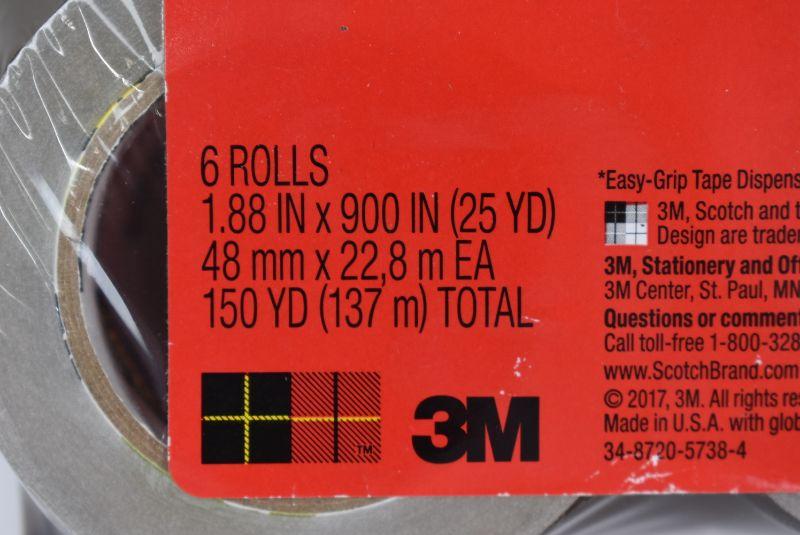 6 ROLLS
1.88 IN x 900 IN (25 YD)
48 mm x 22,8 m EA
150 YD (137 m) TOTAL
TM
3M
*Easy-Grip Tape Dispens
3M, Scotch and t
Design are trader
3M, Stationery and Off
3M Center, St. Paul, MN
Questions or comment
Call toll-free 1-800-328
www.ScotchBrand.com
© 2017, 3M. All rights res
Made in U.S.A. with glob
34-8720-5738-4